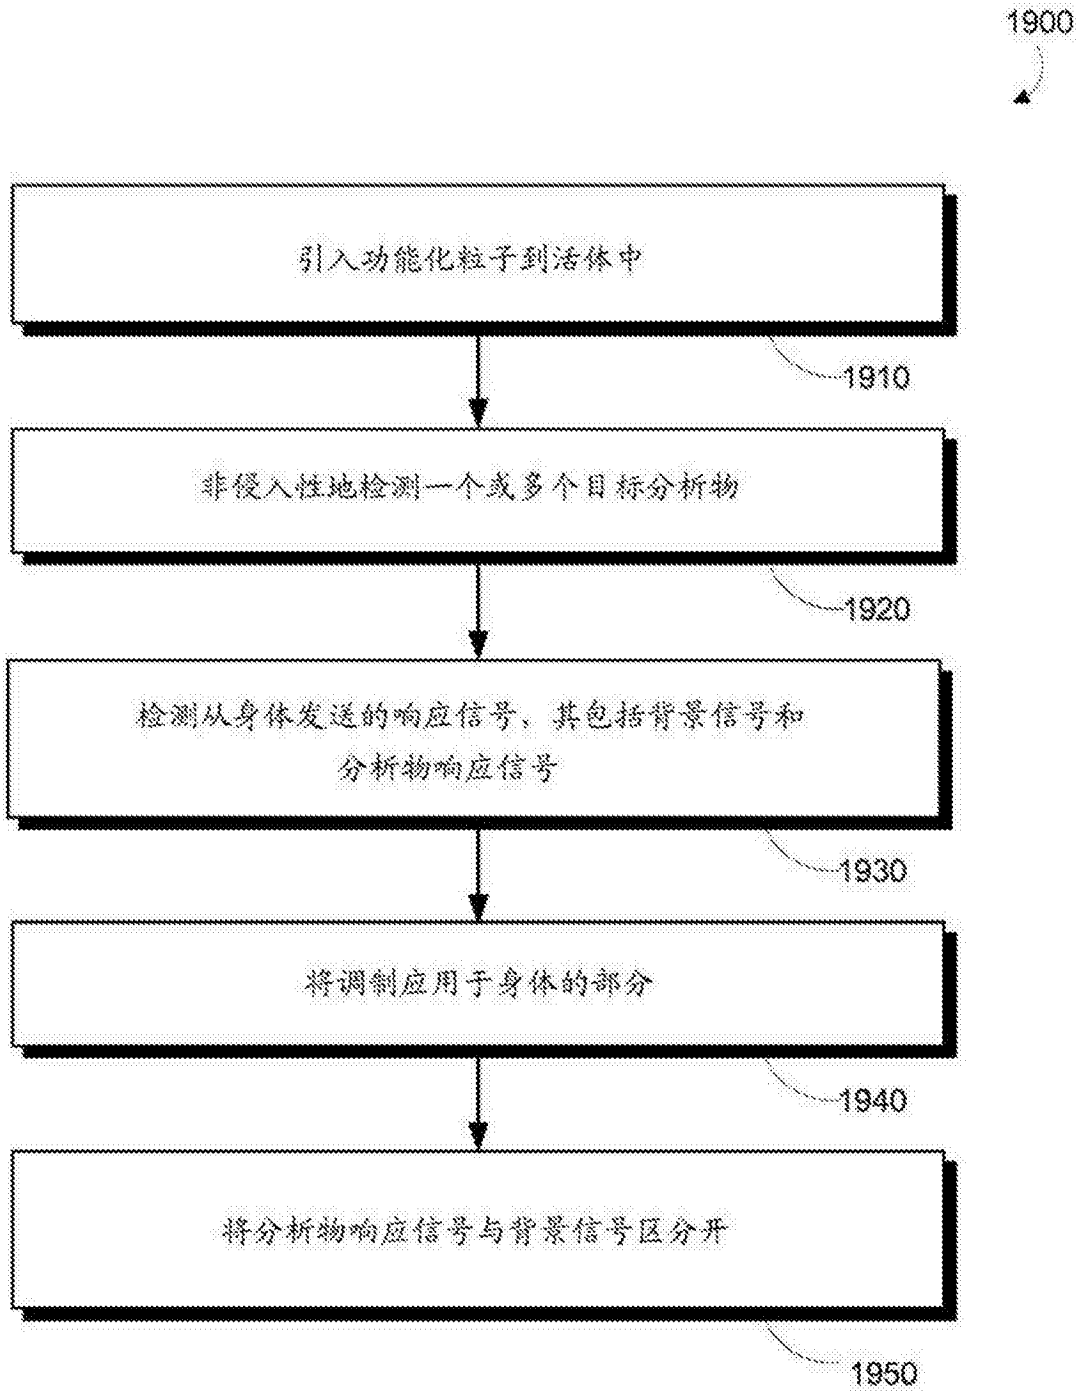 1900
引入功能化粒子到活体中
1910
非侵入性地检测一个或多个目标分析物
1920
检测从身体发送的响应信号，其包括背景信号和
分析物响应信号
1930
将调制应用于身体的部分
1940
将分析物响应信号与背景信号区分开
1950